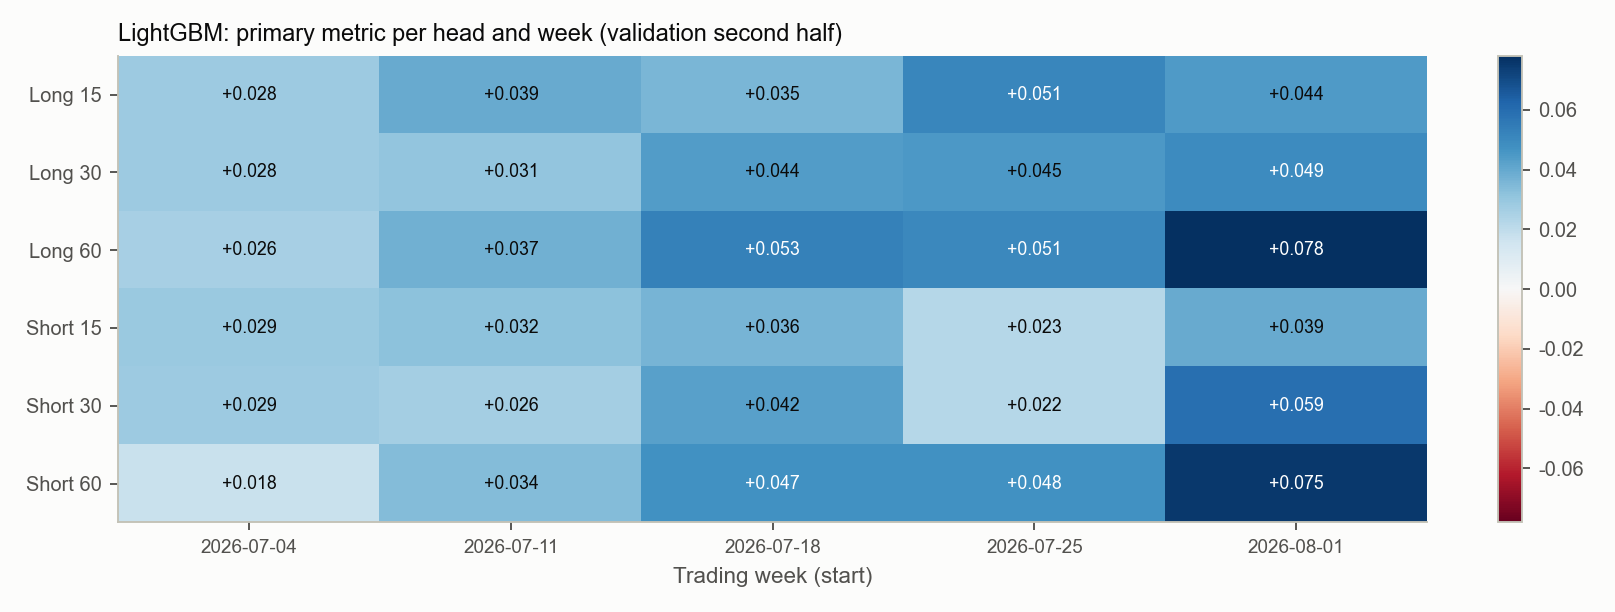 LightGBM: primary metric per head and week (validation second half)
Long 15 +0.028 +0.039 +0.035 +0.051 +0.044
Long 30 +0.028 +0.031 +0.044 +0.045 +0.049
Long 60 +0.026 +0.037 +0.053 +0.051 +0.078
Short 15 +0.029 +0.032 +0.036 +0.023 +0.039
Short 30 +0.029 +0.026 +0.042 +0.022 +0.059
Short 60 +0.018 +0.034 +0.047 +0.048 +0.075
2026-07-04 2026-07-11 2026-07-18 2026-07-25 2026-08-01
Trading week (start)
0.06
0.04
0.02
0.00
-0.02
-0.04
-0.06